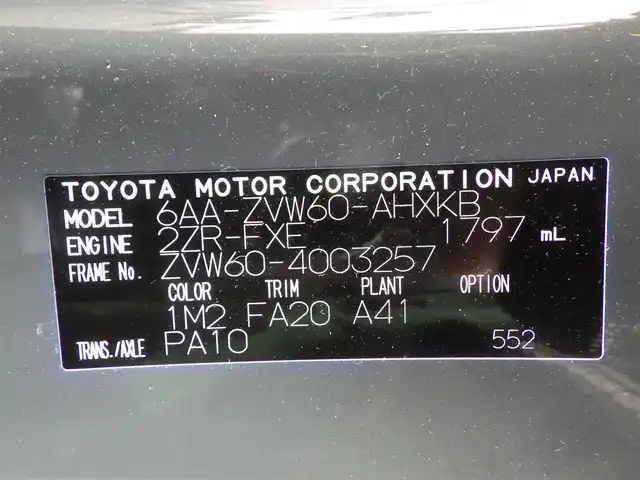 TOYOTA MOTOR CORPORATION JAPAN
MODEL 6AA-ZVW60-AHXKB
ENGINE 2ZR-FXE 1797 mL
FRAME No. ZVW60-4003257
COLOR TRIM PLANT OPTION
1M2 FA20 A41
TRANS./AXLE PA10 552